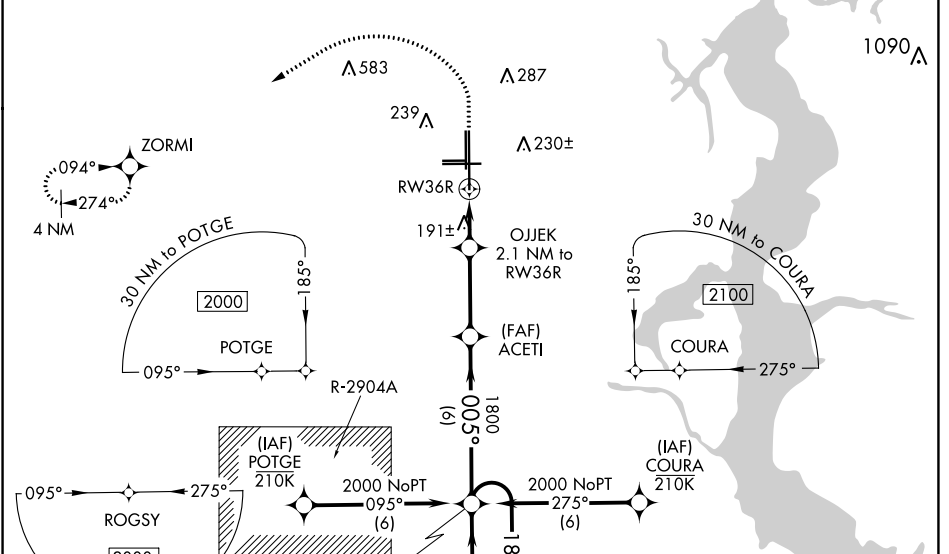 1090
583
287
239
230±
ZORMI
094°
274°
4 NM
RW36R
191±
OJJEK
2.1 NM to
RW36R
30 NM to POTGE
185°
2000
POTGE
095°
30 NM to COURA
185°
2100
COURA
275°
(FAF)
ACETI
R-2904A
1800
005°
(6)
(IAF)
POTGE
210K
2000 NoPT
095°
(6)
2000 NoPT
275°
(6)
(IAF)
COURA
210K
095°
275°
ROGSY